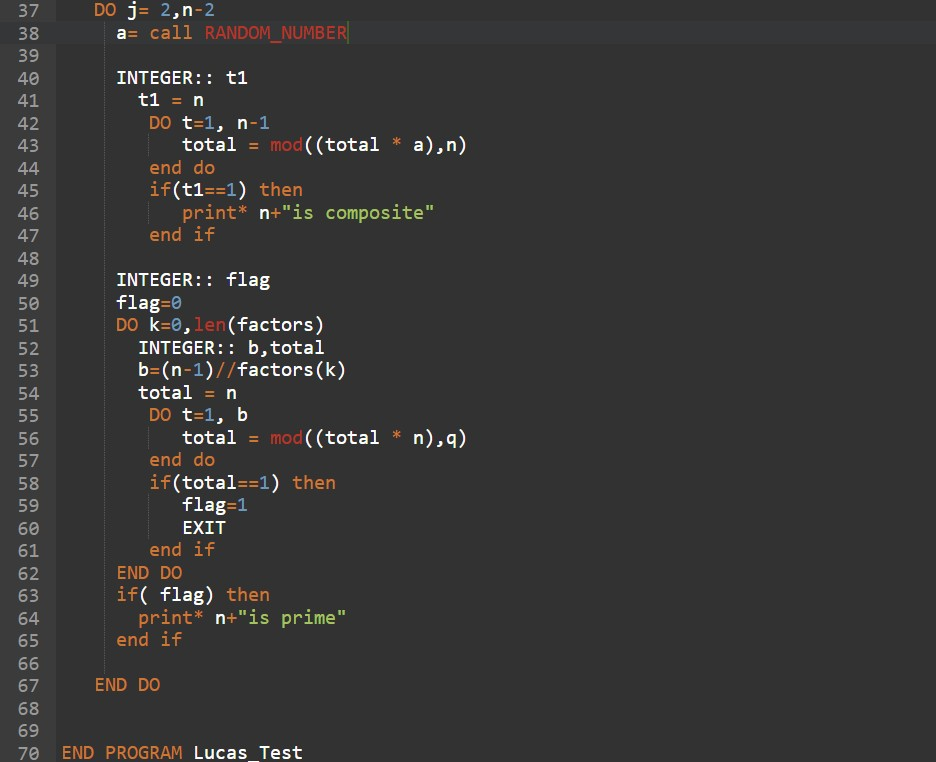 37 DO j= 2,n-2
38 a= call RANDOM_NUMBER
39
40 INTEGER:: t1
41 t1 = n
42 DO t=1, n-1
43 total = mod((total * a),n)
44 end do
45 if(t1==1) then
46 print* n+"is composite"
47 end if
48
49 INTEGER:: flag
50 flag=0
51 DO k=0,len(factors)
52 INTEGER:: b,total
53 b=(n-1)//factors(k)
54 total = n
55 DO t=1, b
56 total = mod((total * n),q)
57 end do
58 if(total==1) then
59 flag=1
60 EXIT
61 end if
62 END DO
63 if( flag) then
64 print* n+"is prime"
65 end if
66
67 END DO
68
69
70 END PROGRAM Lucas_Test